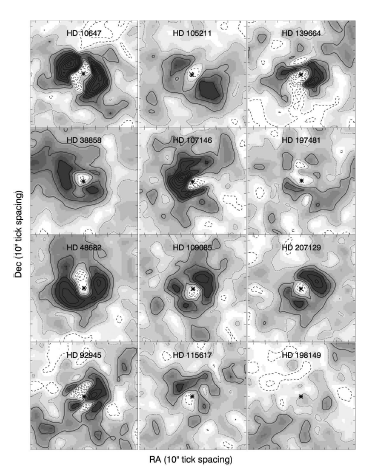 HD 10647
HD 105211
HD 139664
HD 38858
HD 107146
HD 197481
HD 48682
HD 109085
HD 207129
HD 92945
HD 115617
HD 198149
Dec (10" tick spacing)
RA (10" tick spacing)